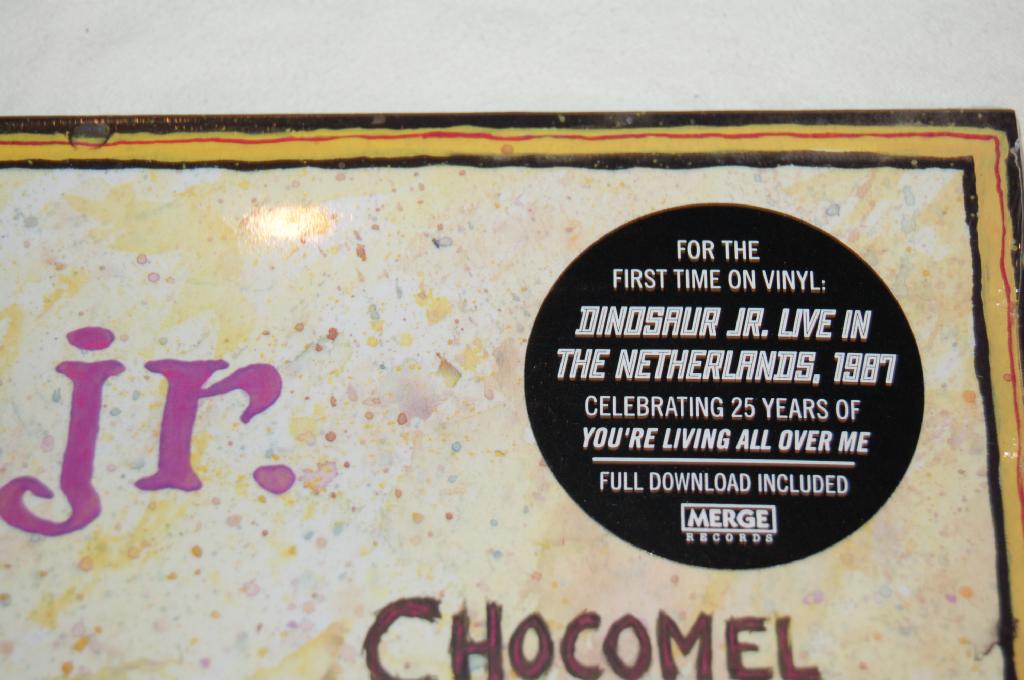 FOR THE
FIRST TIME ON VINYL:
DINOSAUR JR. LIVE IN
THE NETHERLANDS, 1987
CELEBRATING 25 YEARS OF
YOU'RE LIVING ALL OVER ME
FULL DOWNLOAD INCLUDED
MERGE
RECORDS
jr.
CHOCOMEL